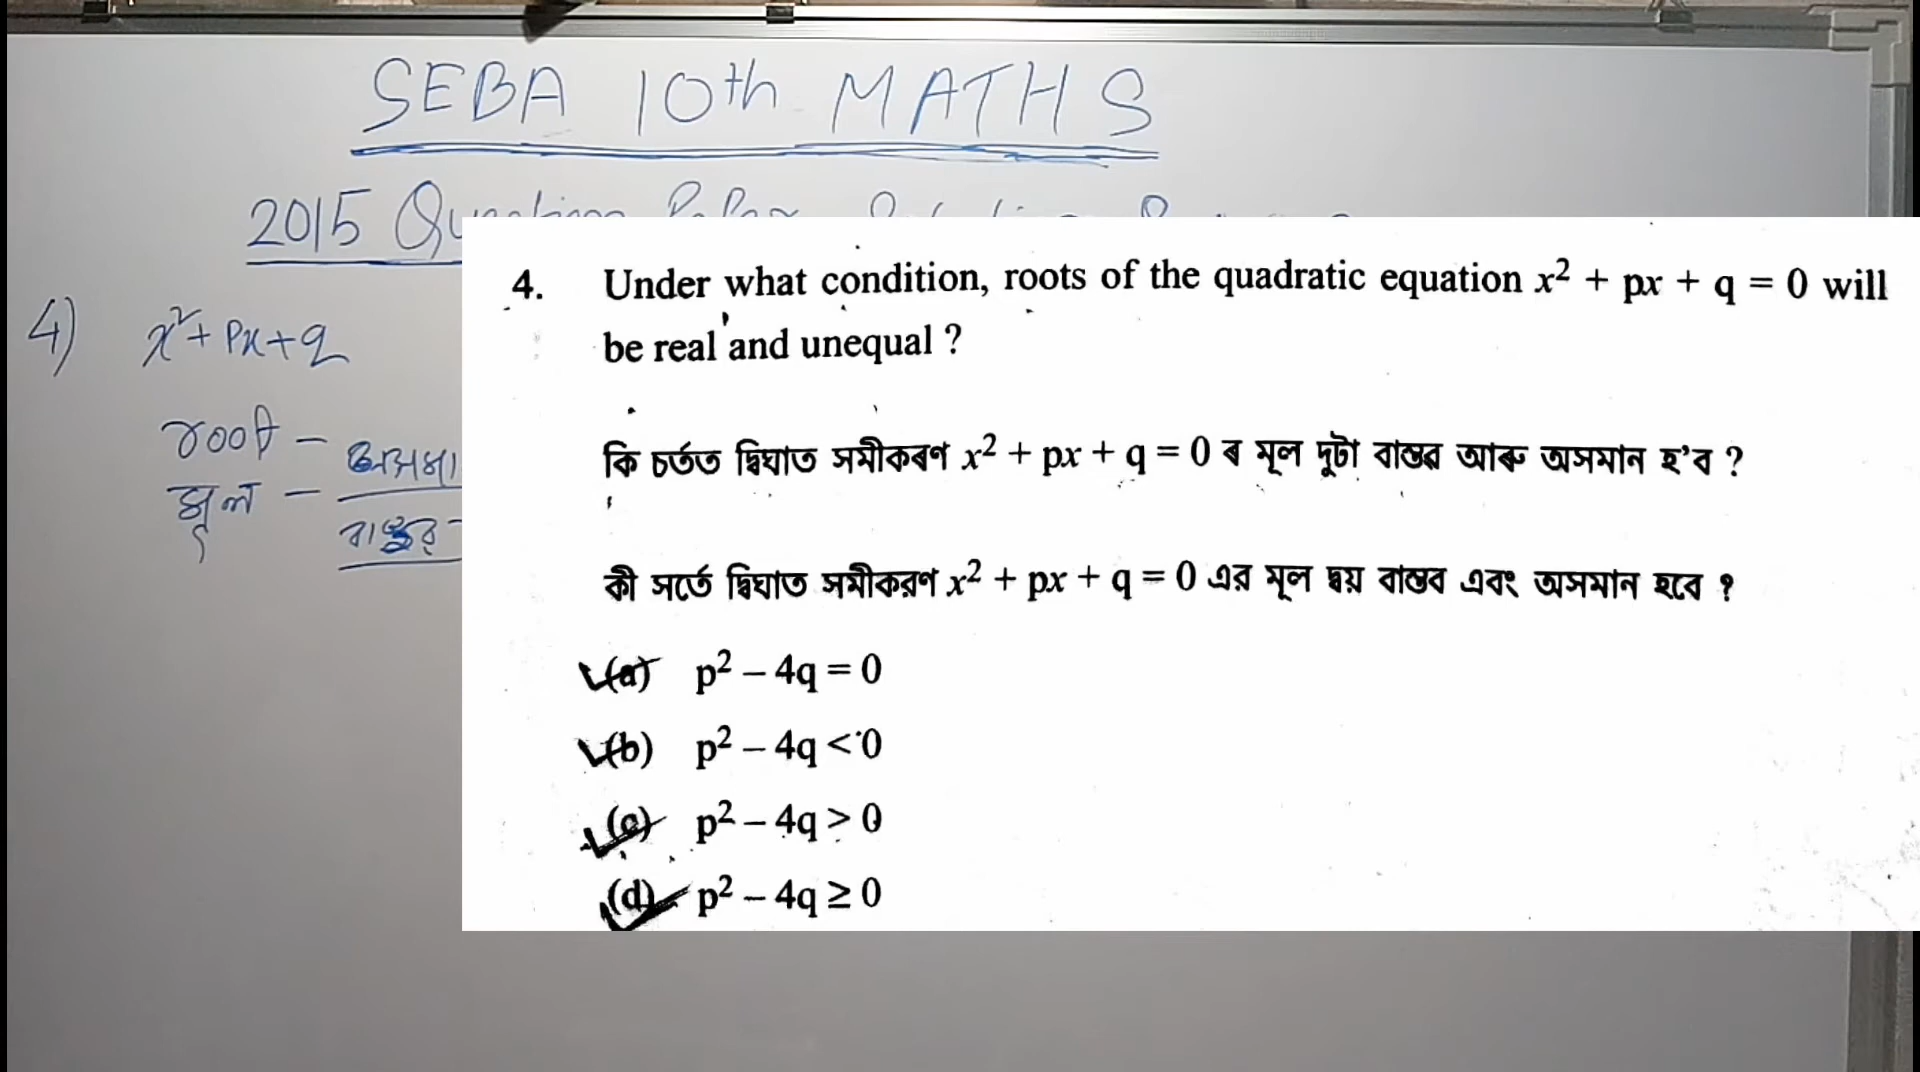 SEBA 10th MATHS
2015
4. Under what condition, roots of the quadratic equation x² + px + q = 0 will
be real and unequal ?
কি চৰ্তত দ্বিঘাত সমীকৰণ x² + px + q = 0 ৰ মূল দুটা বাস্তৱ আৰু অসমান হ'ব ?
কী সর্তে দ্বিঘাত সমীকরণ x² + px + q = 0 এর মূল দ্বয় বাস্তব এবং অসমান হবে ?
(a) p² – 4q = 0
(b) p² – 4q < 0
(c) p² – 4q > 0
(d) p² – 4q ≥ 0
4) x² + Px + q
root –
মূল –